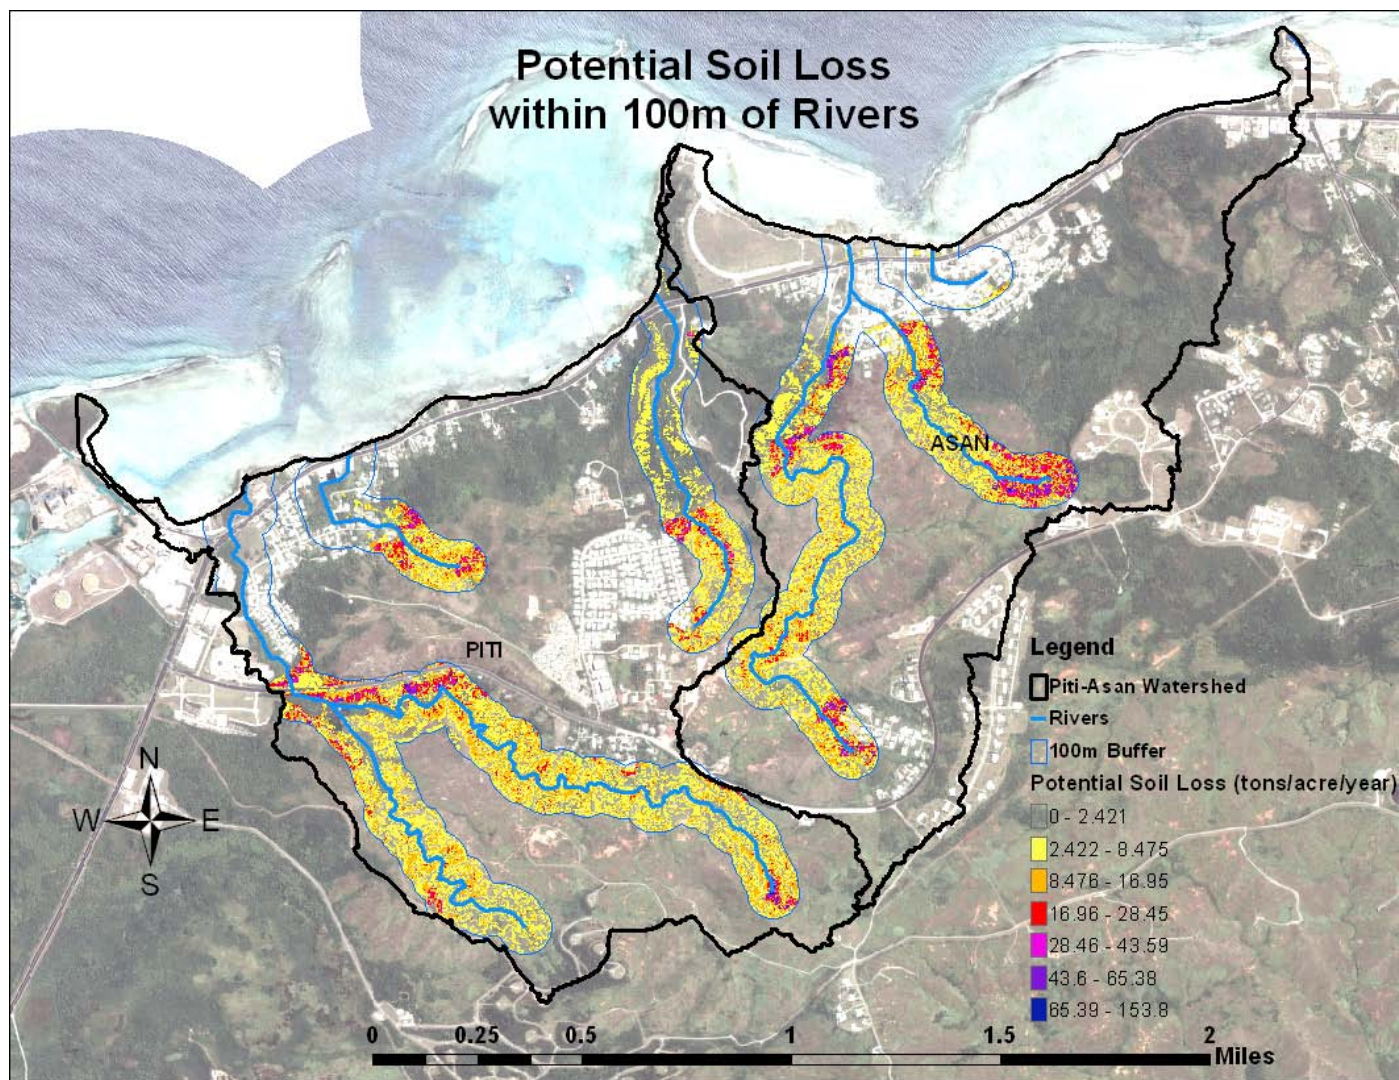 Potential Soil Loss
within 100m of Rivers
ASAN
PITI
N
W E
S
Legend
Piti-Asan Watershed
Rivers
100m Buffer
Potential Soil Loss (tons/acre/year)
0 - 2.421
2.422 - 8.475
8.476 - 16.95
16.96 - 28.45
28.46 - 43.59
43.6 - 65.38
65.39 - 153.8
0 0.25 0.5 1 1.5 2
Miles